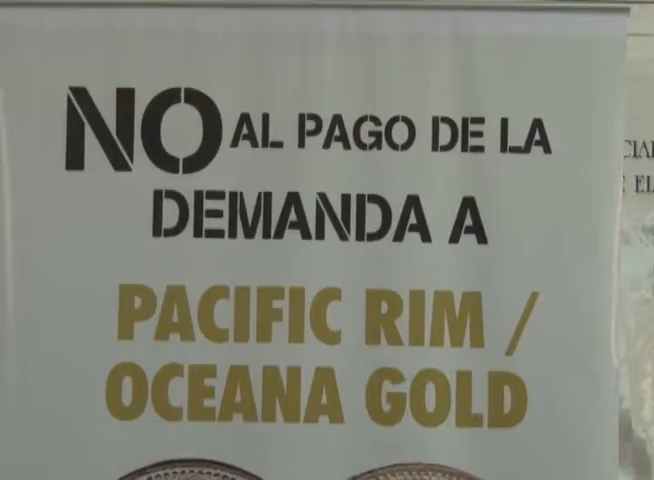 NO AL PAGO DE LA
DEMANDA A
PACIFIC RIM /
OCEANA GOLD